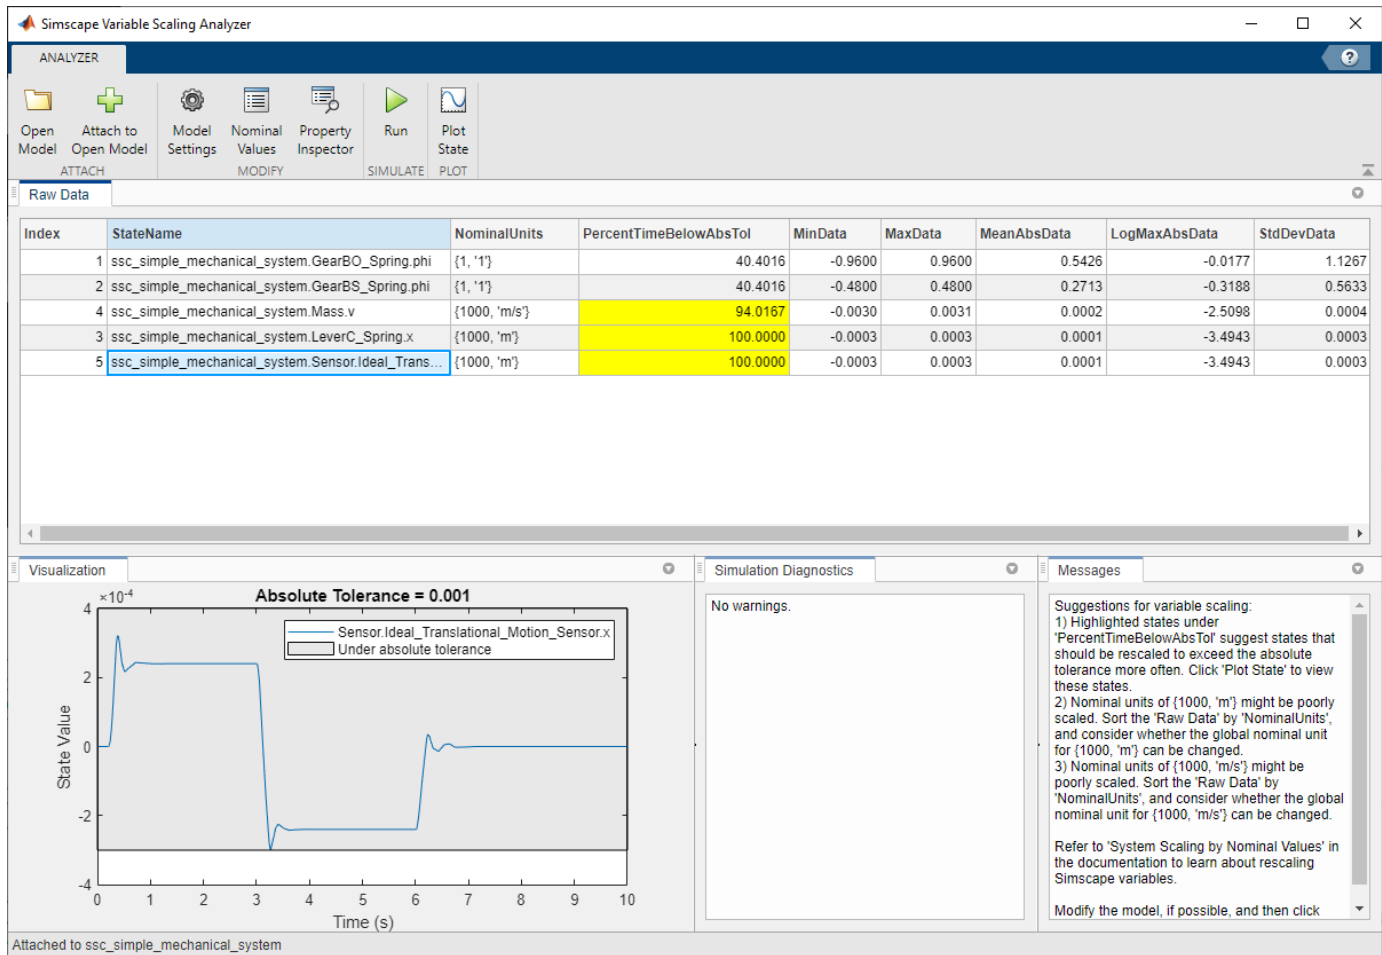 Simscape Variable Scaling Analyzer
ANALYZER
?
Open Model
Attach to Open Model
Model Settings
Nominal Values
Property Inspector
Run
Plot State
ATTACH MODIFY SIMULATE PLOT
Raw Data
Index StateName NominalUnits PercentTimeBelowAbsTol MinData MaxData MeanAbsData LogMaxAbsData StdDevData
1 ssc_simple_mechanical_system.GearBO_Spring.phi {1, '1'} 40.4016 -0.9600 0.9600 0.5426 -0.0177 1.1267
2 ssc_simple_mechanical_system.GearBS_Spring.phi {1, '1'} 40.4016 -0.4800 0.4800 0.2713 -0.3188 0.5633
4 ssc_simple_mechanical_system.Mass.v {1000, 'm/s'} 94.0167 -0.0030 0.0031 0.0002 -2.5098 0.0004
3 ssc_simple_mechanical_system.LeverC_Spring.x {1000, 'm'} 100.0000 -0.0003 0.0003 0.0001 -3.4943 0.0003
5 ssc_simple_mechanical_system.Sensor.Ideal_Trans... {1000, 'm'} 100.0000 -0.0003 0.0003 0.0001 -3.4943 0.0003
Visualization
×10-4
Absolute Tolerance = 0.001
Sensor.Ideal_Translational_Motion_Sensor.x
Under absolute tolerance
State Value
4
2
0
-2
-4
0 1 2 3 4 5 6 7 8 9 10
Time (s)
Simulation Diagnostics
No warnings.
Messages
Suggestions for variable scaling:
1) Highlighted states under
'PercentTimeBelowAbsTol' suggest states that
should be rescaled to exceed the absolute
tolerance more often. Click 'Plot State' to view
these states.
2) Nominal units of {1000, 'm'} might be poorly
scaled. Sort the 'Raw Data' by 'NominalUnits',
and consider whether the global nominal unit
for {1000, 'm'} can be changed.
3) Nominal units of {1000, 'm/s'} might be
poorly scaled. Sort the 'Raw Data' by
'NominalUnits', and consider whether the global
nominal unit for {1000, 'm/s'} can be changed.
Refer to 'System Scaling by Nominal Values' in
the documentation to learn about rescaling
Simscape variables.
Modify the model, if possible, and then click
Attached to ssc_simple_mechanical_system